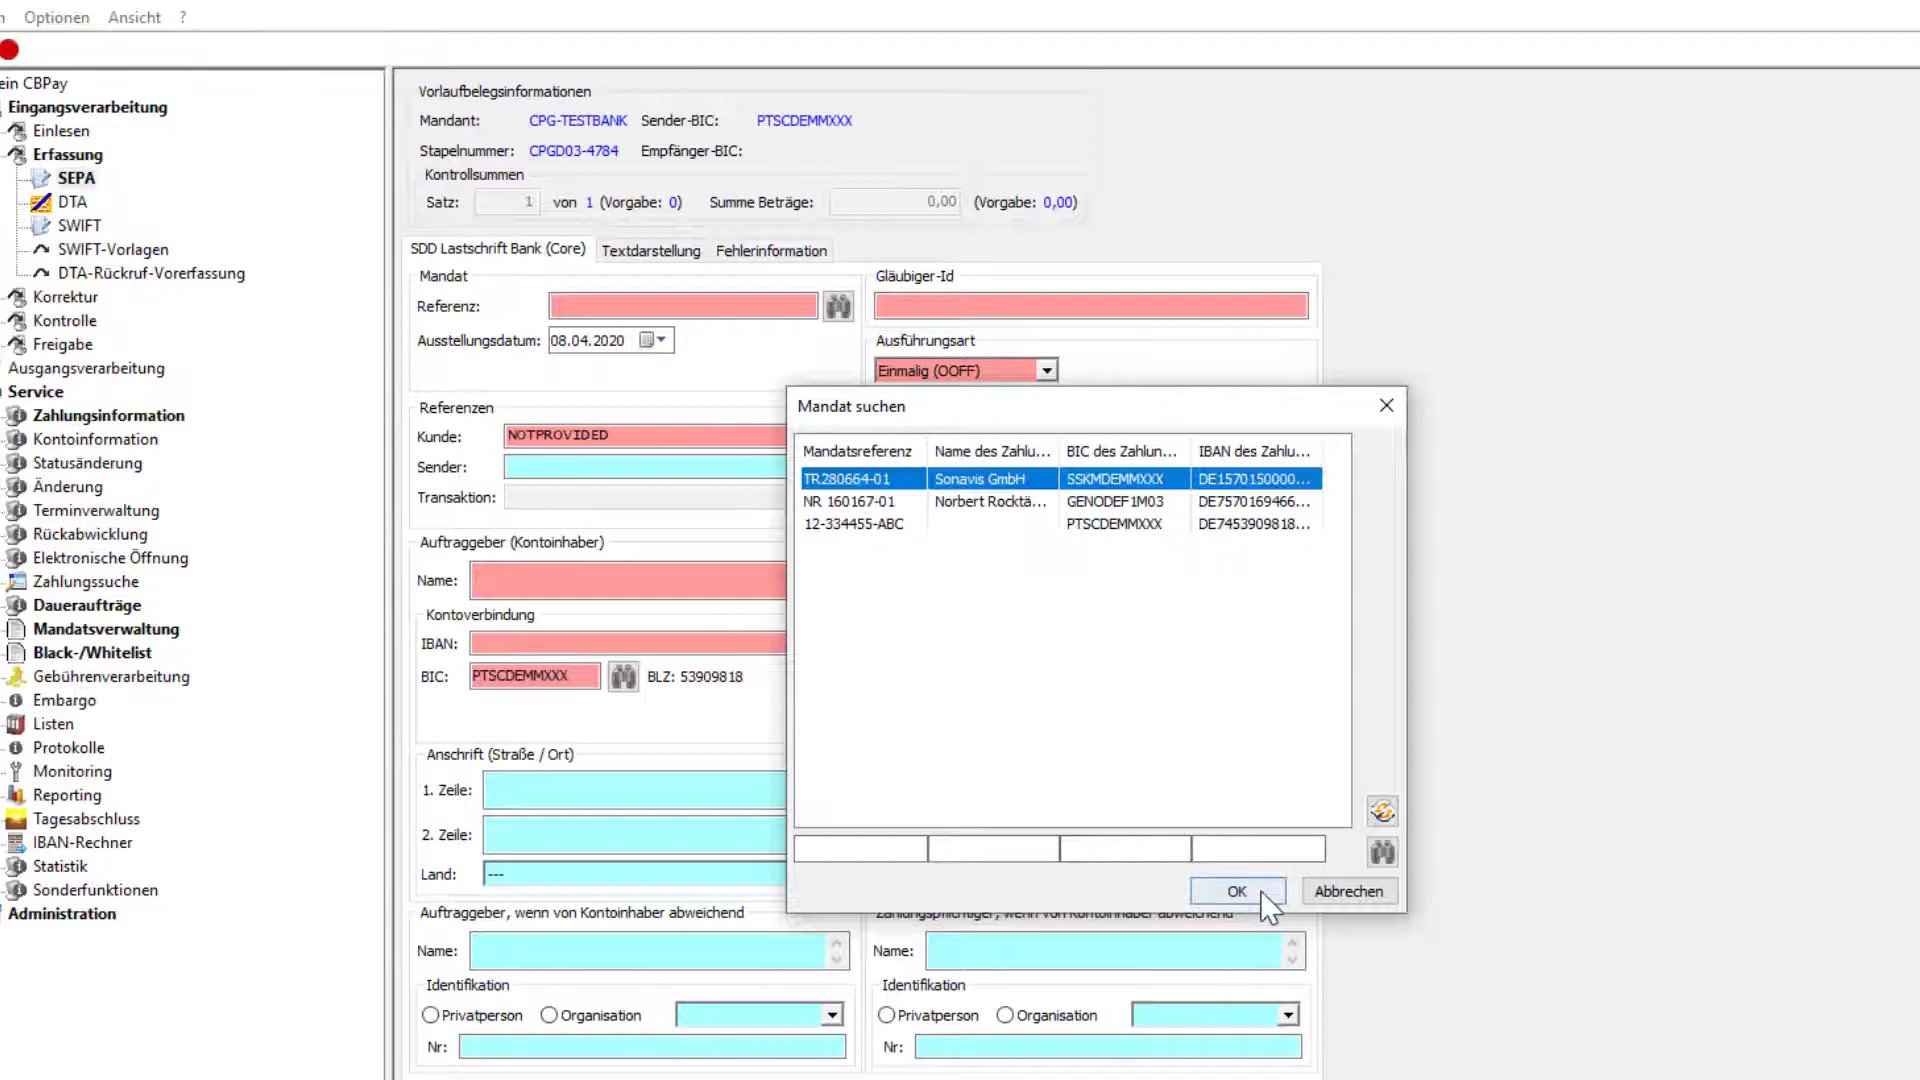 Optionen Ansicht ?
ein CBPay
Eingangsverarbeitung
Einlesen
Erfassung
SEPA
DTA
SWIFT
SWIFT-Vorlagen
DTA-Rückruf-Vorerfassung
Korrektur
Kontrolle
Freigabe
Ausgangsverarbeitung
Service
Zahlungsinformation
Kontoinformation
Statusänderung
Änderung
Terminverwaltung
Rückabwicklung
Elektronische Öffnung
Zahlungssuche
Daueraufträge
Mandatsverwaltung
Black-/Whitelist
Gebührenverarbeitung
Embargo
Listen
Protokolle
Monitoring
Reporting
Tagesabschluss
IBAN-Rechner
Statistik
Sonderfunktionen
Administration
Vorlaufbelegsinformationen
Mandant: CPG-TESTBANK Sender-BIC: PTSCDEMMXXX
Stapelnummer: CPGD03-4784 Empfänger-BIC:
Kontrollsummen
Satz: 1 von 1 (Vorgabe: 0) Summe Beträge: 0,00 (Vorgabe: 0,00)
SDD Lastschrift Bank (Core) Textdarstellung Fehlerinformation
Mandat
Referenz:
Ausstellungsdatum: 08.04.2020
Gläubiger-Id
Ausführungsart
Einmalig (OOFF)
Referenzen
Kunde: NOTPROVIDED
Sender:
Transaktion:
Auftraggeber (Kontoinhaber)
Name:
Kontoverbindung
IBAN:
BIC: PTSCDEMMXXX BLZ: 53909818
Anschrift (Straße / Ort)
1. Zeile:
2. Zeile:
Land: ---
Mandat suchen
Mandatsreferenz Name des Zahlu... BIC des Zahlun... IBAN des Zahlu...
TR280664-01 Sonavis GmbH SSKMDEMMXXX DE1570150000...
NR 160167-01 Norbert Rocktä... GENODEF1M03 DE7570169466...
12-334455-ABC PTSCDEMMXXX DE7453909818...
OK Abbrechen
Auftraggeber, wenn von Kontoinhaber abweichend
Name:
Identifikation
Privatperson Organisation
Nr:
Zahlungspflichtiger, wenn von Kontoinhaber abweichend
Name:
Identifikation
Privatperson Organisation
Nr: